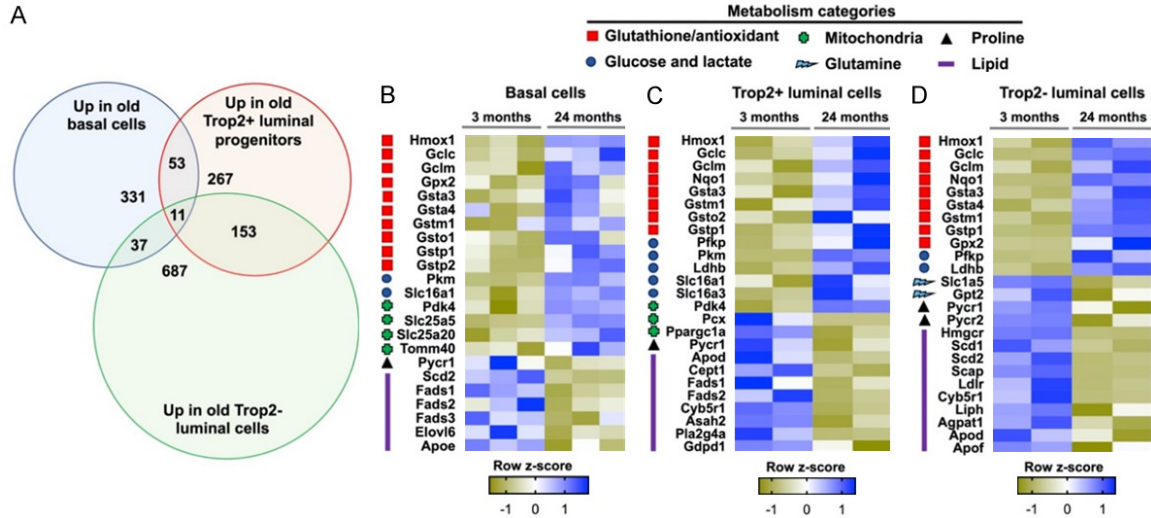 A
Metabolism categories
Glutathione/antioxidant
Mitochondria
Proline
Glucose and lactate
Glutamine
Lipid
Up in old
basal cells
Up in old
Trop2+ luminal
progenitors
53
267
331
11
37
153
687
Up in old Trop2-
luminal cells
B
Basal cells
3 months
24 months
Hmox1
Gclc
Gclm
Gpx2
Gsta3
Gsta4
Gstm1
Gsto1
Gstp1
Gstp2
Pkm
Slc16a1
Pdk4
Slc25a5
Slc25a20
Tomm40
Pycr1
Scd2
Fads1
Fads2
Fads3
Elovl6
Apoe
Row z-score
-1 0 1
C
Trop2+ luminal cells
3 months
24 months
Hmox1
Gclc
Gclm
Nqo1
Gsta3
Gstm1
Gsto2
Gstp1
Pfkp
Pkm
Ldhb
Slc16a1
Slc16a3
Pdk4
Pcx
Ppargc1a
Pycr1
Apod
Cept1
Fads1
Fads2
Cyb5r1
Asah2
Pla2g4a
Gdpd1
Row z-score
-1 0 1
D
Trop2- luminal cells
3 months
24 months
Hmox1
Gclc
Gclm
Nqo1
Gsta3
Gsta4
Gstm1
Gstp1
Gpx2
Pfkp
Ldhb
Slc1a5
Gpt2
Pycr1
Pycr2
Hmgcr
Scd1
Scd2
Scap
Ldlr
Cyb5r1
Liph
Agpat1
Apod
Apof
Row z-score
-1 0 1